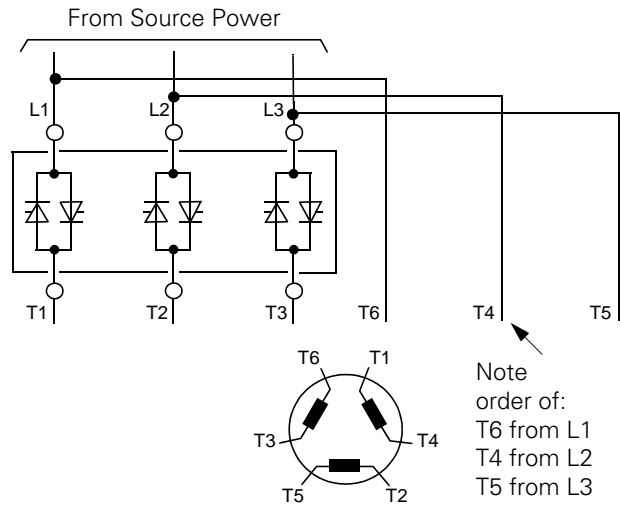 From Source Power
L1 L2 L3
T1 T2 T3 T6 T4 T5
T6 T1
T3 T4
T5 T2
Note
order of:
T6 from L1
T4 from L2
T5 from L3